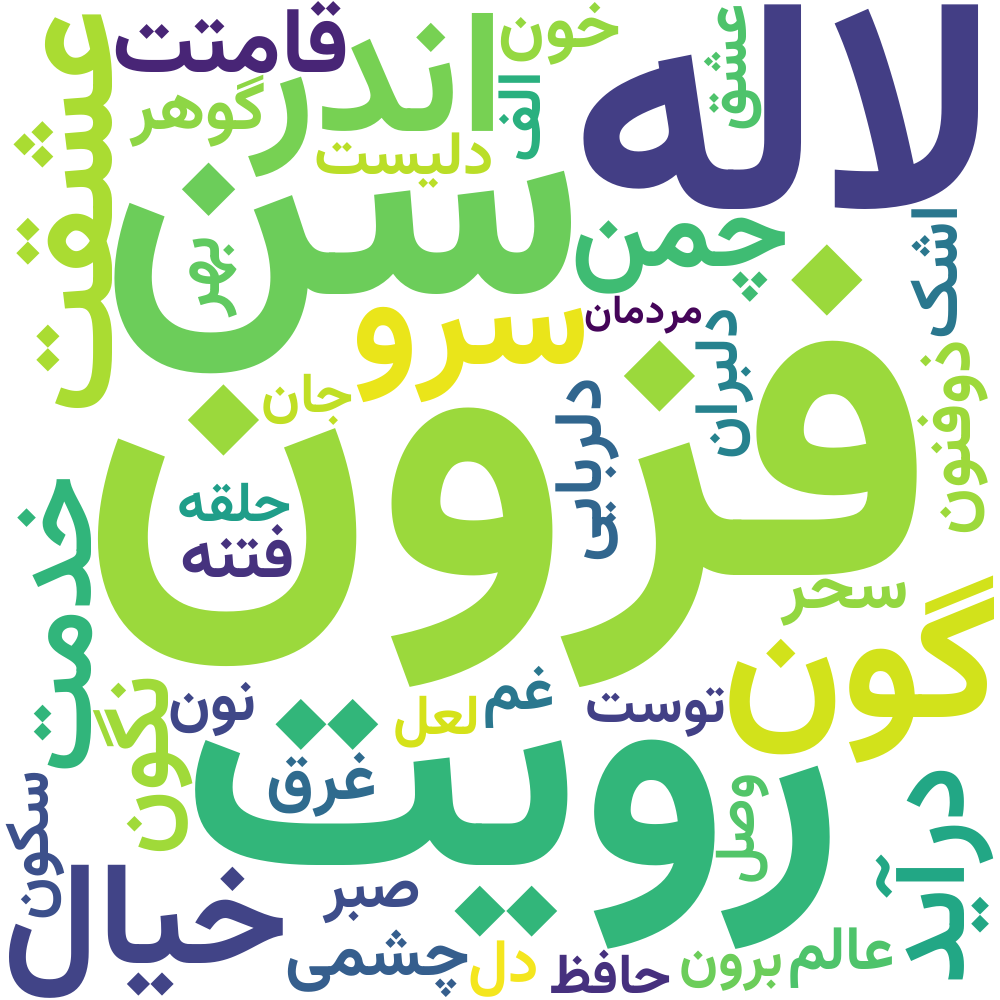 لاله
عشق
خون
اندر
قامتت
عشقت
الف
گوهر
دلیست
سن
چمن
اشک
بهر
سرو
مردمان
دلبران
فزون
ذوفنون
جان
دلربایی
حلقه
فتنه
خدمت
سحر
گون
نگون
نون
لعل
غم
توست
رویت
غرق
وصل
درآید
سکون
خیال
صبر
چشمی
دل
حافظ
برون
عالم